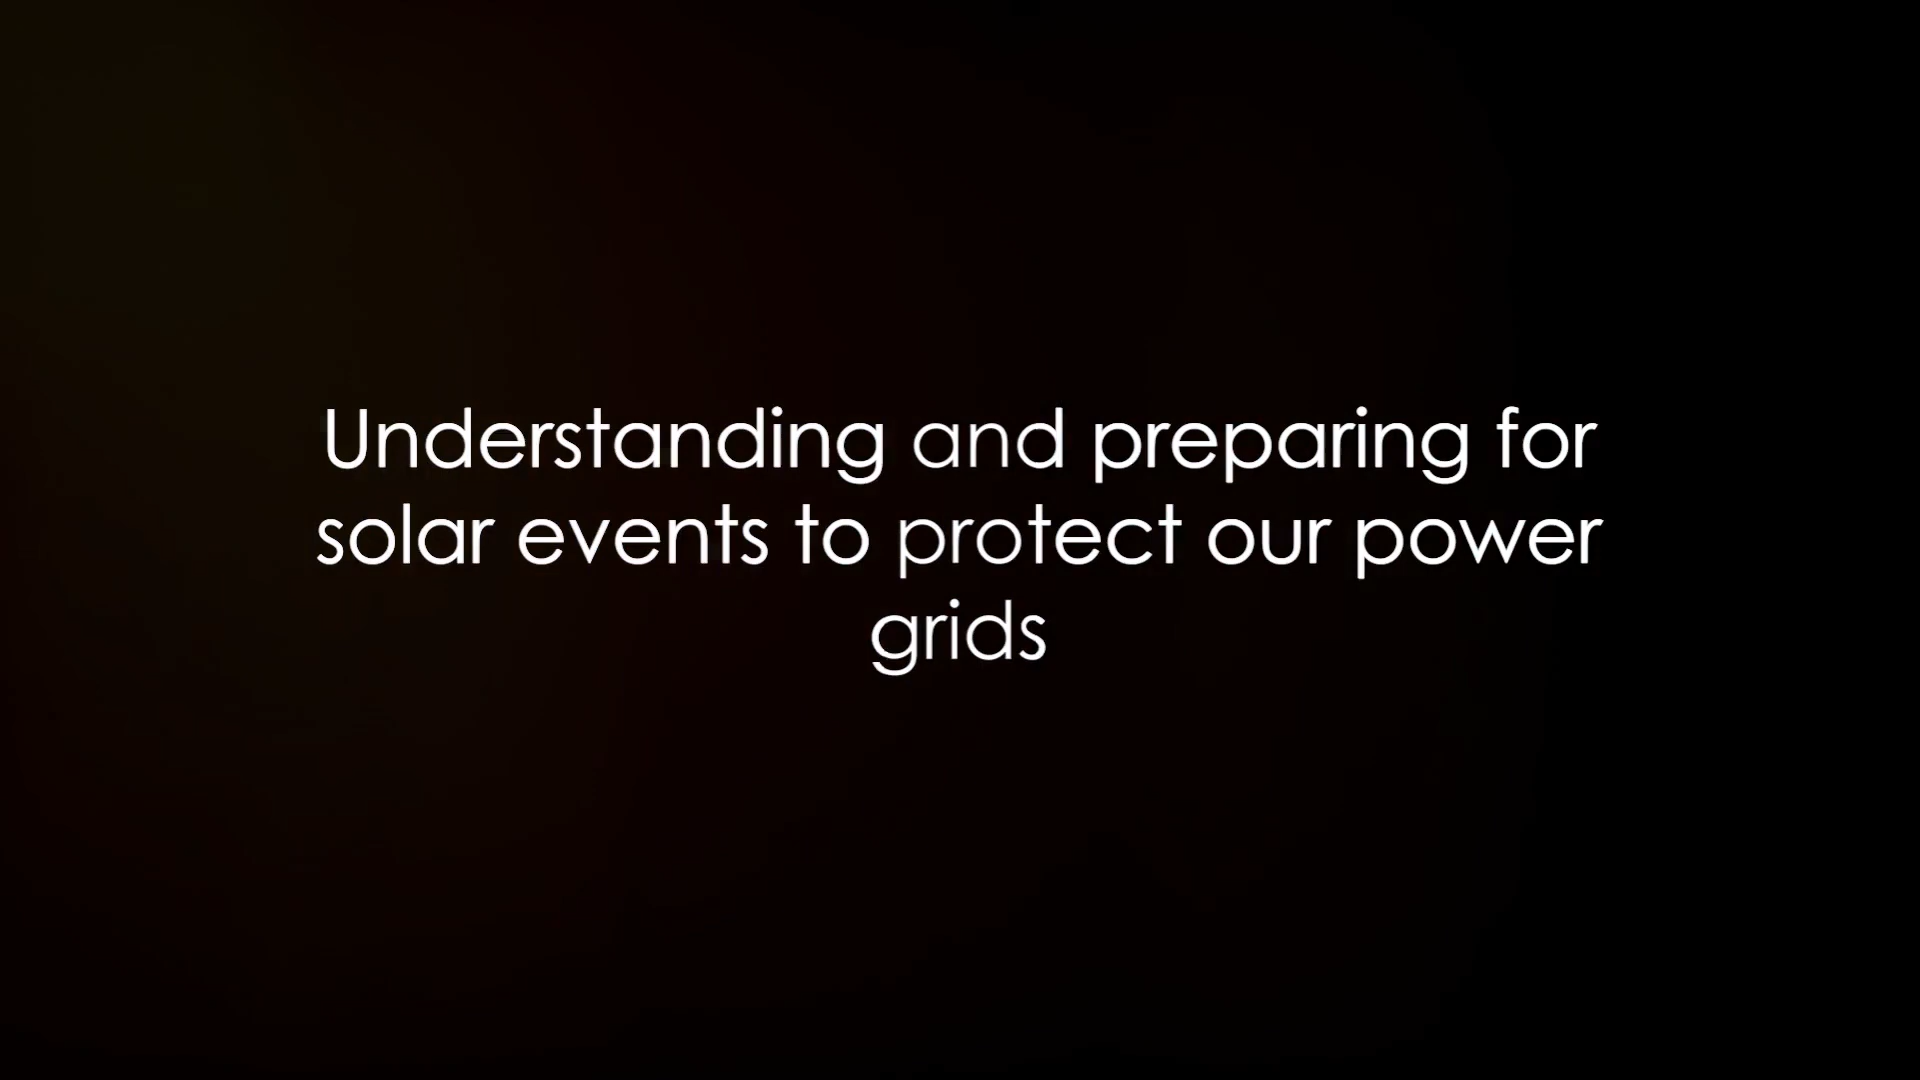 Understanding and preparing for
solar events to protect our power
grids